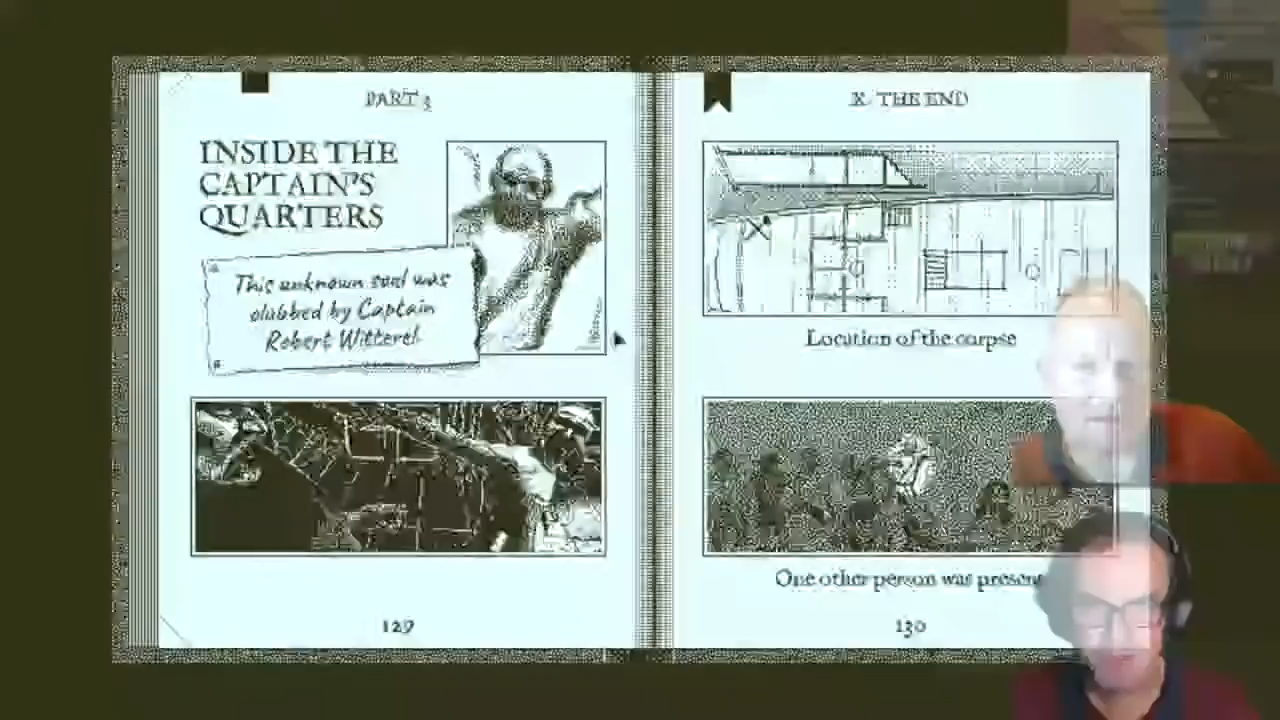 PART 3
INSIDE THE
CAPTAIN'S
QUARTERS
This unknown soul was
clubbed by Captain
Robert Witterel
129
X. THE END
Location of the corpse
One other person was present
130